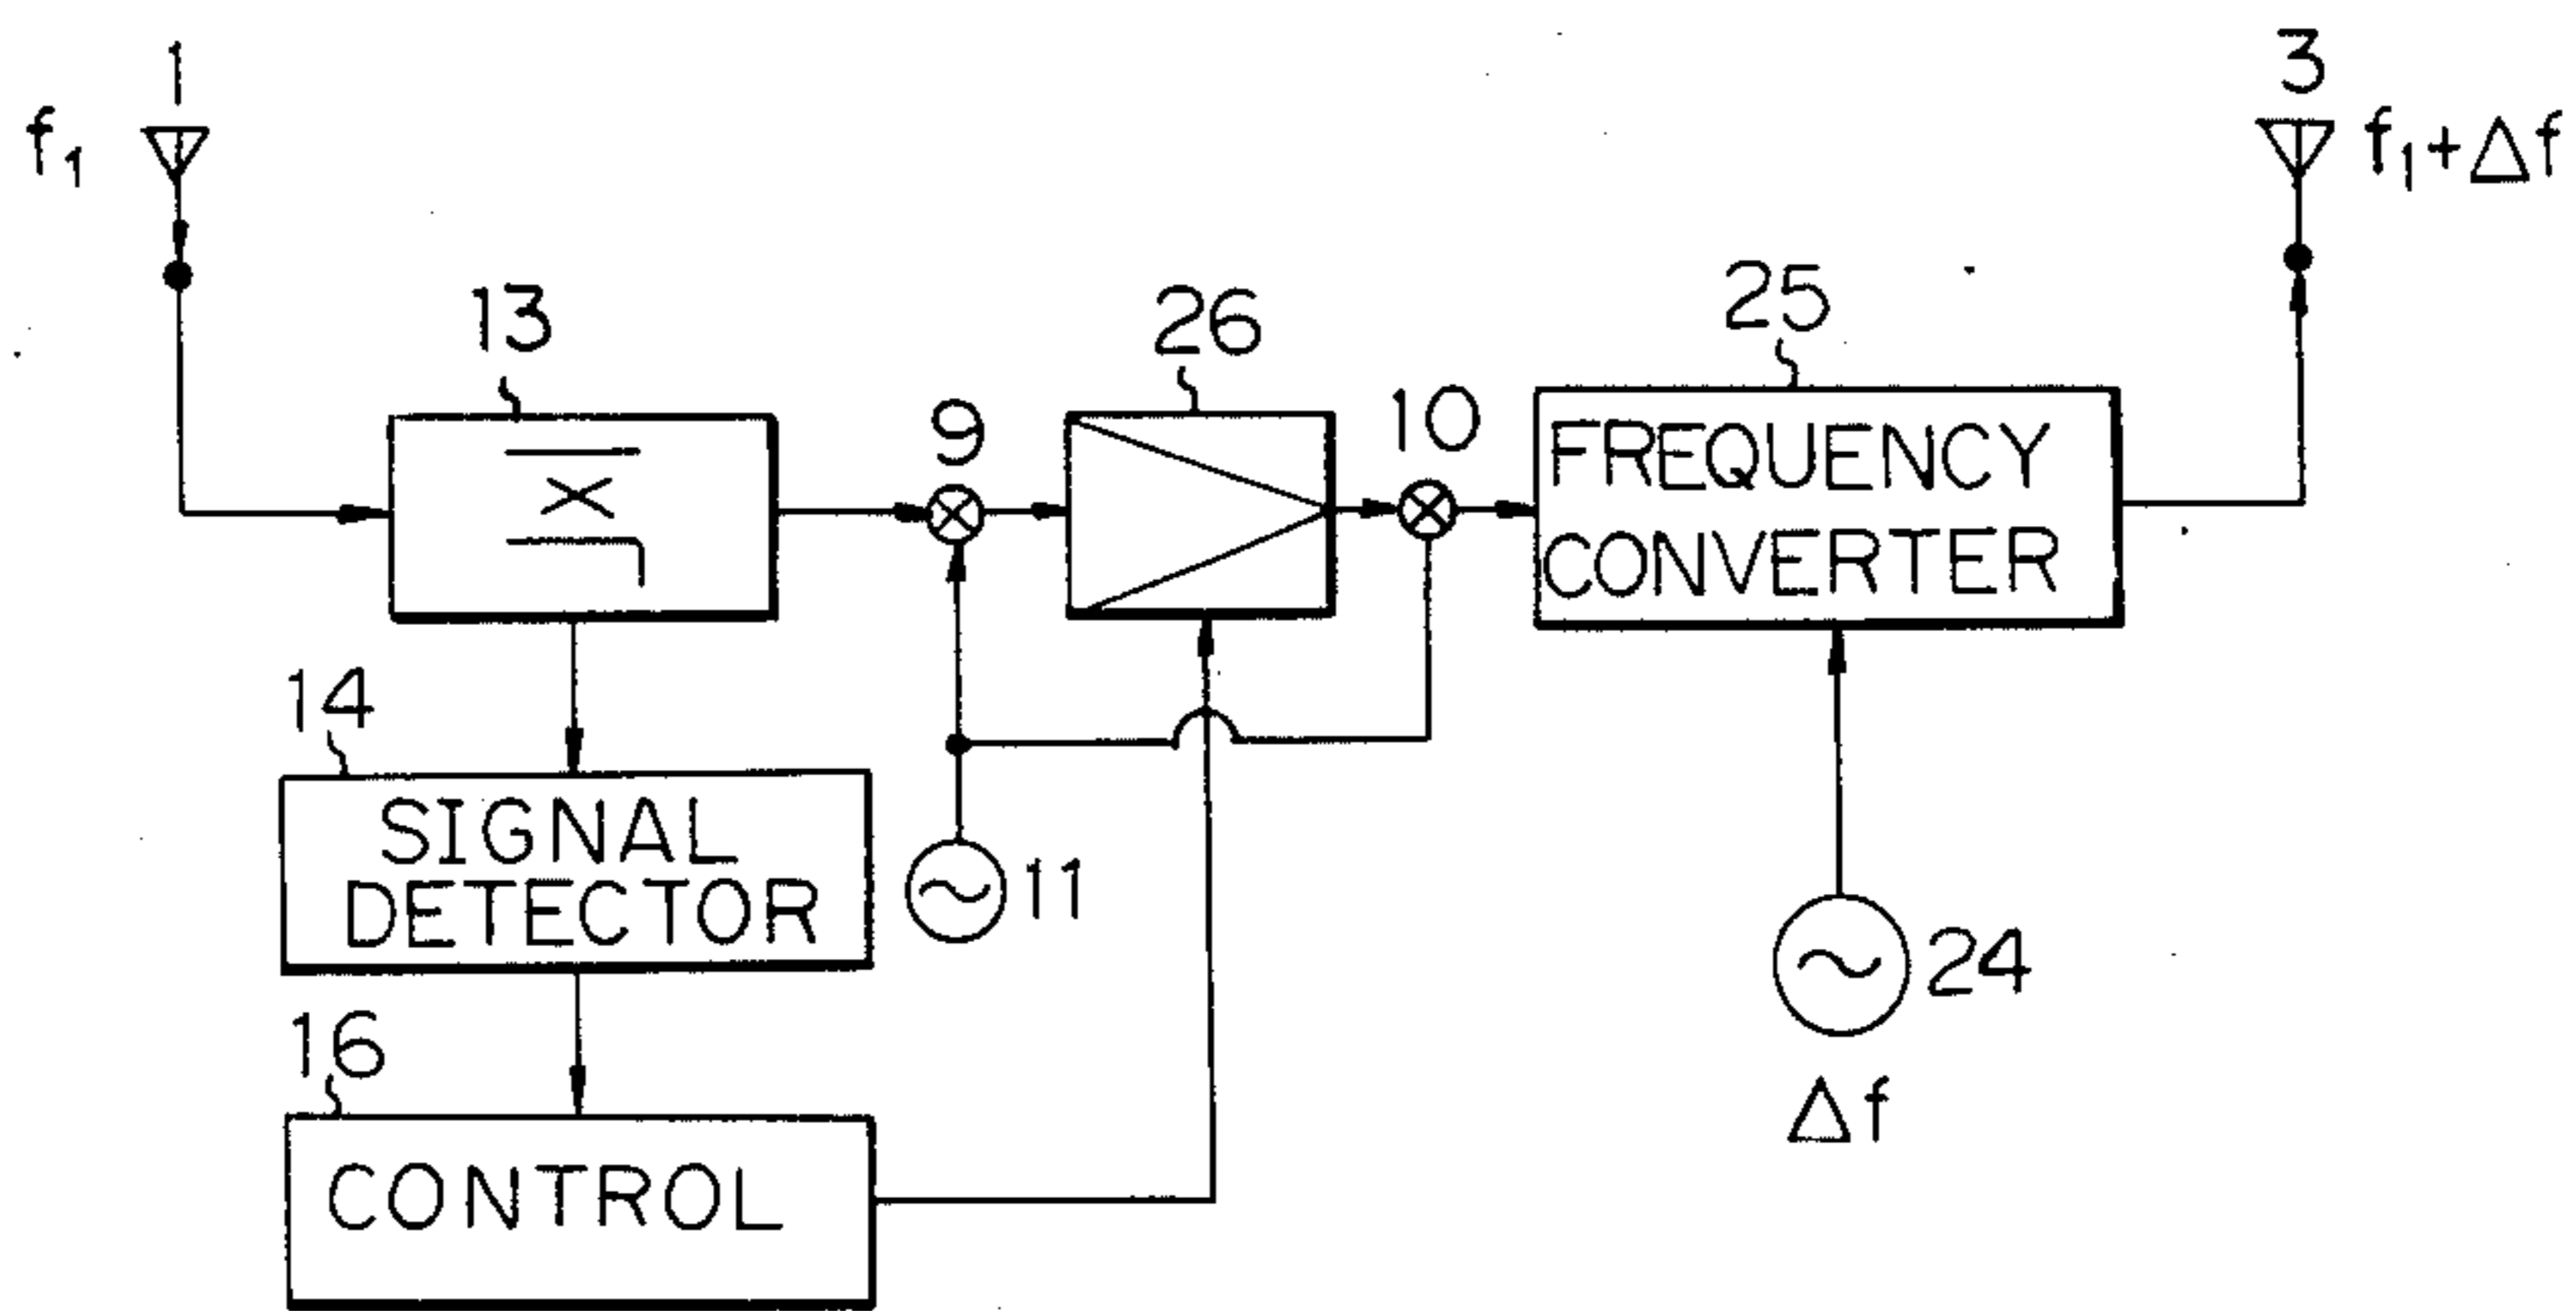 1
f₁
3
f₁+Δf
13
9
26
10
25
FREQUENCY
CONVERTER
14
SIGNAL
DETECTOR
11
24
Δf
16
CONTROL